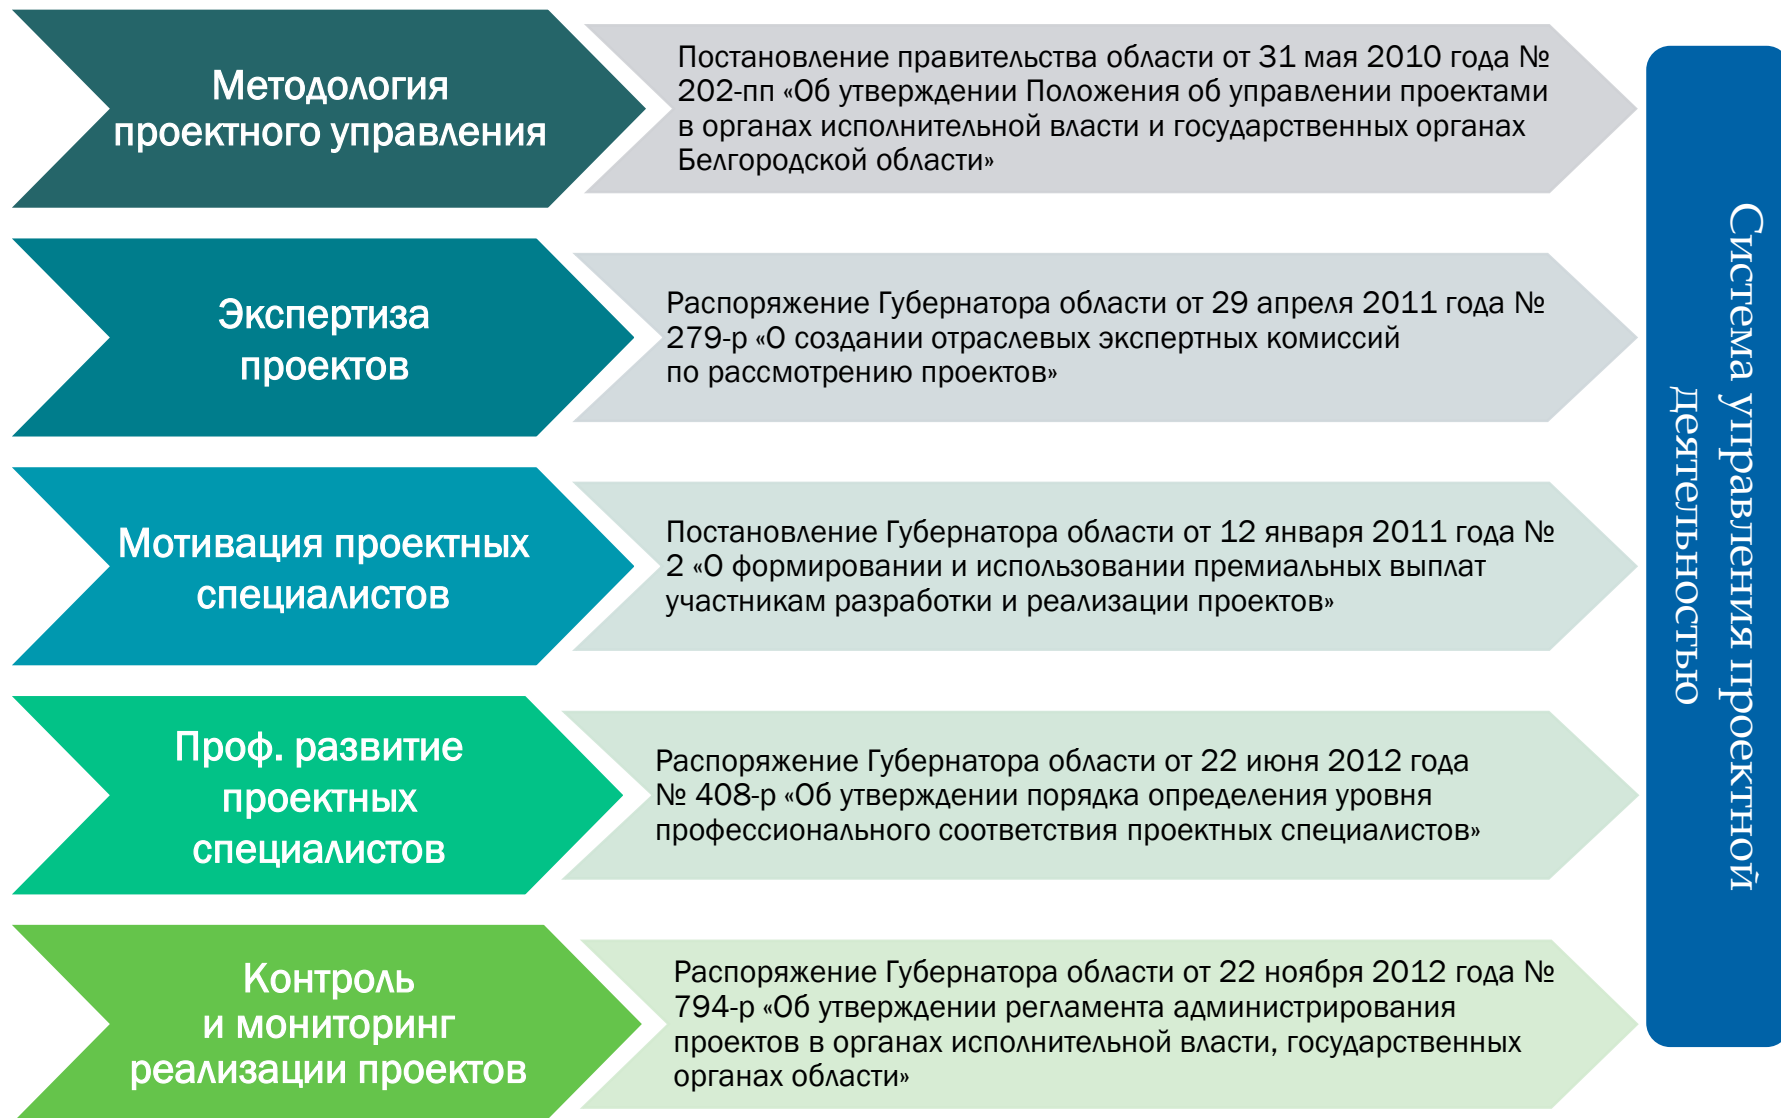 Методология
проектного управления
Постановление правительства области от 31 мая 2010 года №
202-пп «Об утверждении Положения об управлении проектами
в органах исполнительной власти и государственных органах
Белгородской области»
Экспертиза
проектов
Распоряжение Губернатора области от 29 апреля 2011 года №
279-р «О создании отраслевых экспертных комиссий
по рассмотрению проектов»
Мотивация проектных
специалистов
Постановление Губернатора области от 12 января 2011 года №
2 «О формировании и использовании премиальных выплат
участникам разработки и реализации проектов»
Проф. развитие
проектных
специалистов
Распоряжение Губернатора области от 22 июня 2012 года
№ 408-р «Об утверждении порядка определения уровня
профессионального соответствия проектных специалистов»
Контроль
и мониторинг
реализации проектов
Распоряжение Губернатора области от 22 ноября 2012 года №
794-р «Об утверждении регламента администрирования
проектов в органах исполнительной власти, государственных
органах области»
Система управления проектной
деятельностью